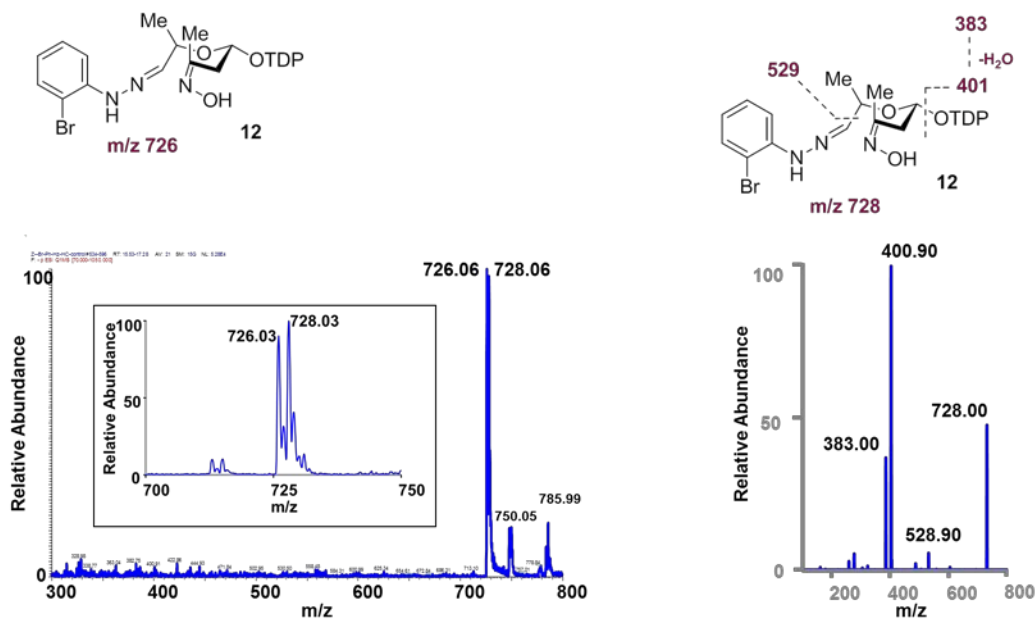 Me
Me
O
OTDP
N
N
H
N
OH
Br
12
m/z 726
383
-H₂O
401
529
Me
Me
O
OTDP
N
N
H
N
OH
Br
12
m/z 728
100
Relative Abundance
0
300
400
500
600
700
800
m/z
726.06
728.06
750.05
785.99
100
50
0
Relative Abundance
726.03
728.03
700
725
750
m/z
100
50
0
Relative Abundance
400.90
383.00
528.90
728.00
200
400
600
800
m/z